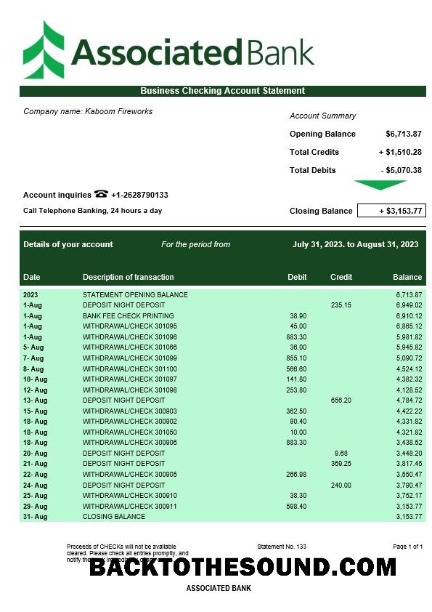 AssociatedBank
Business Checking Account Statement
Company name: Kaboom Fireworks
Account Summary
Opening Balance $6,713.87
Total Credits + $1,510.28
Total Debits - $5,070.38
Account inquiries ☎ +1-2628790133
Call Telephone Banking, 24 hours a day
Closing Balance + $3,153.77
Details of your account For the period from July 31, 2023. to August 31, 2023
Date Description of transaction Debit Credit Balance
2023 STATEMENT OPENING BALANCE 6,713.87
1-Aug DEPOSIT NIGHT DEPOSIT 235.15 6,949.02
1-Aug BANK FEE CHECK PRINTING 38.90 6,910.12
1-Aug WITHDRAWAL/CHECK 301095 45.00 6,865.12
1-Aug WITHDRAWAL/CHECK 301096 883.30 5,981.82
5- Aug WITHDRAWAL/CHECK 301066 36.00 5,945.82
7- Aug WITHDRAWAL/CHECK 301099 855.10 5,090.72
8- Aug WITHDRAWAL/CHECK 301100 566.60 4,524.12
10- Aug WITHDRAWAL/CHECK 301097 141.80 4,382.32
12- Aug WITHDRAWAL/CHECK 301098 253.80 4,128.52
13- Aug DEPOSIT NIGHT DEPOSIT 656.20 4,784.72
15- Aug WITHDRAWAL/CHECK 300903 362.50 4,422.22
18- Aug WITHDRAWAL/CHECK 300902 90.40 4,331.82
18- Aug WITHDRAWAL/CHECK 301050 10.00 4,321.82
18- Aug WITHDRAWAL/CHECK 300906 883.30 3,438.52
20- Aug DEPOSIT NIGHT DEPOSIT 9.68 3,448.20
21- Aug DEPOSIT NIGHT DEPOSIT 369.25 3,817.45
22- Aug WITHDRAWAL/CHECK 300905 266.98 3,550.47
24- Aug DEPOSIT NIGHT DEPOSIT 240.00 3,790.47
25- Aug WITHDRAWAL/CHECK 300910 38.30 3,752.17
29- Aug WITHDRAWAL/CHECK 300911 598.40 3,153.77
31- Aug CLOSING BALANCE 3,153.77
Proceeds of CHECKs will not be available Statement No. 133 Page 1 of 1
cleared. Please check all entries promptly, and
notify the
BACKTOTHESOUND.COM
ASSOCIATED BANK